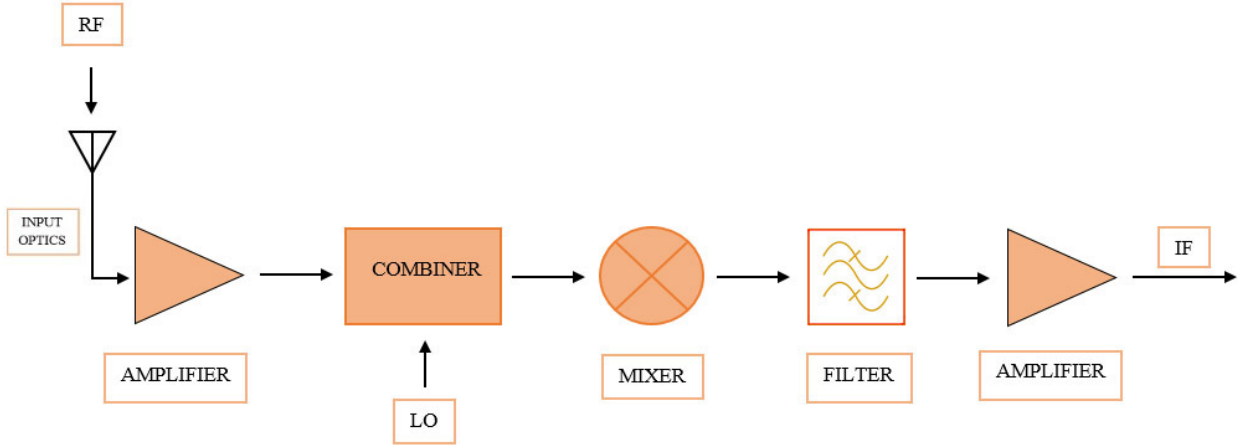 RF
INPUT
OPTICS
COMBINER
IF
AMPLIFIER
LO
MIXER
FILTER
AMPLIFIER